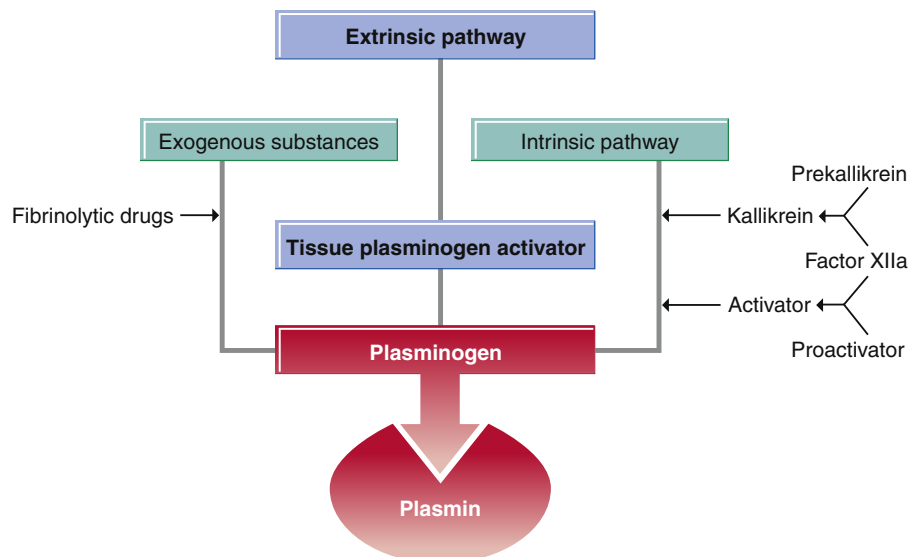 Extrinsic pathway
Exogenous substances
Intrinsic pathway
Prekallikrein
Fibrinolytic drugs
Kallikrein
Tissue plasminogen activator
Factor XIIa
Activator
Plasminogen
Proactivator
Plasmin